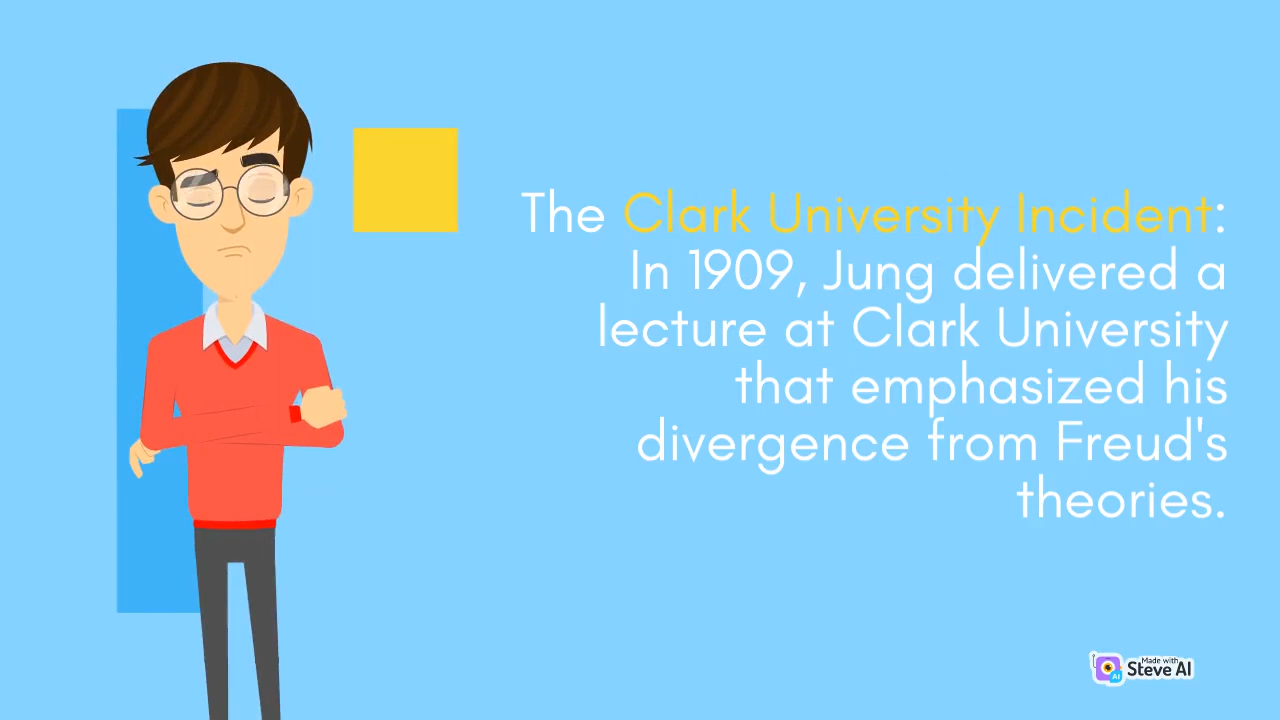 The Clark University Incident:
In 1909, Jung delivered a
lecture at Clark University
that emphasized his
divergence from Freud's
theories.
Made with
Steve AI
AI